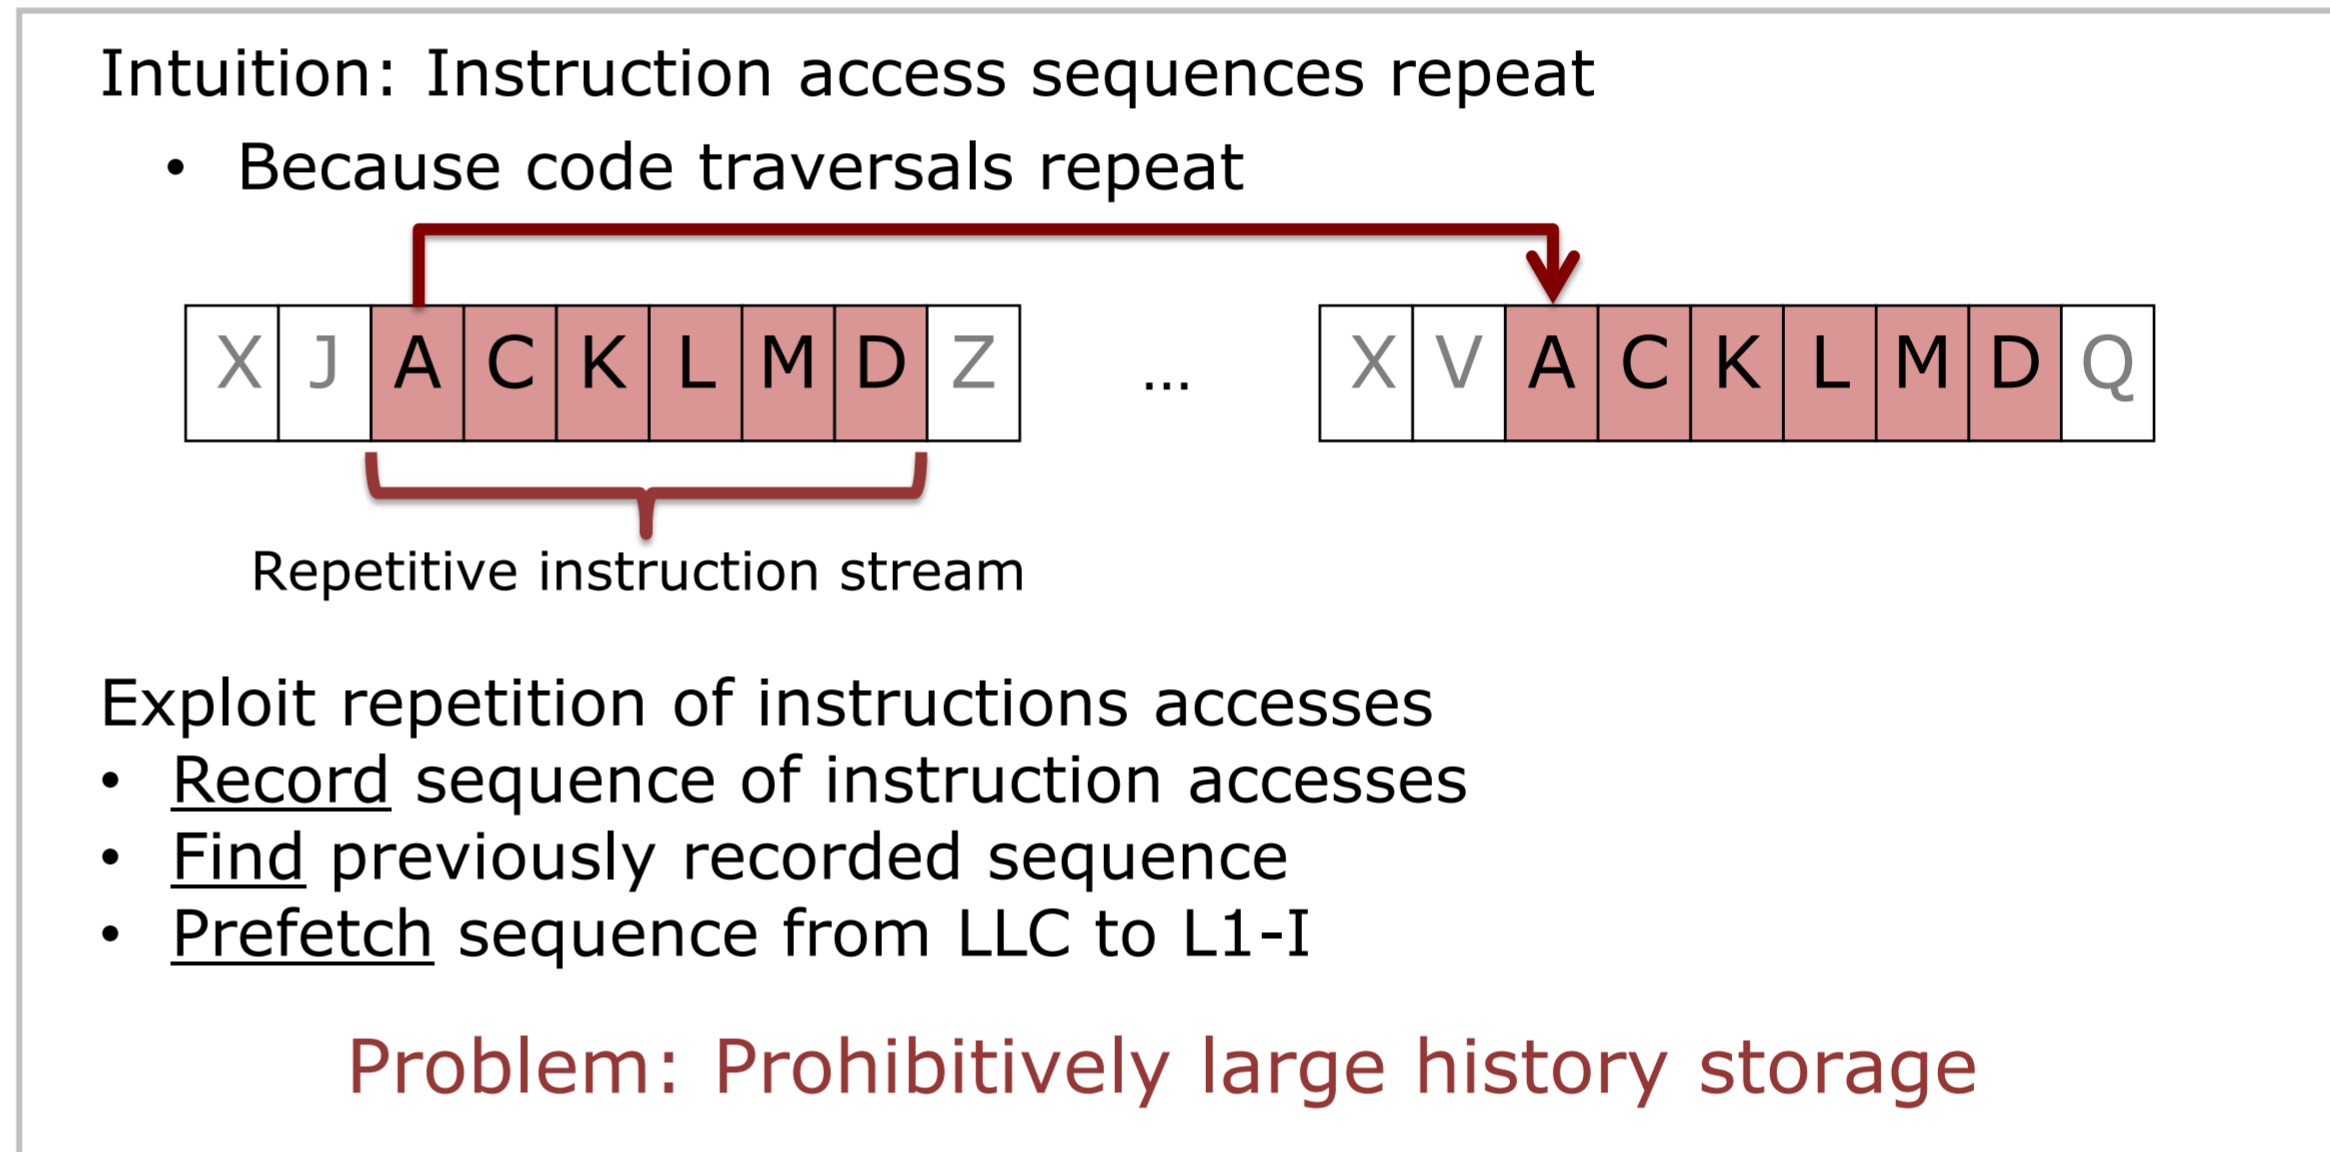 Intuition: Instruction access sequences repeat
• Because code traversals repeat
X J A C K L M D Z ... X V A C K L M D Q
Repetitive instruction stream
Exploit repetition of instructions accesses
• Record sequence of instruction accesses
• Find previously recorded sequence
• Prefetch sequence from LLC to L1-I
Problem: Prohibitively large history storage